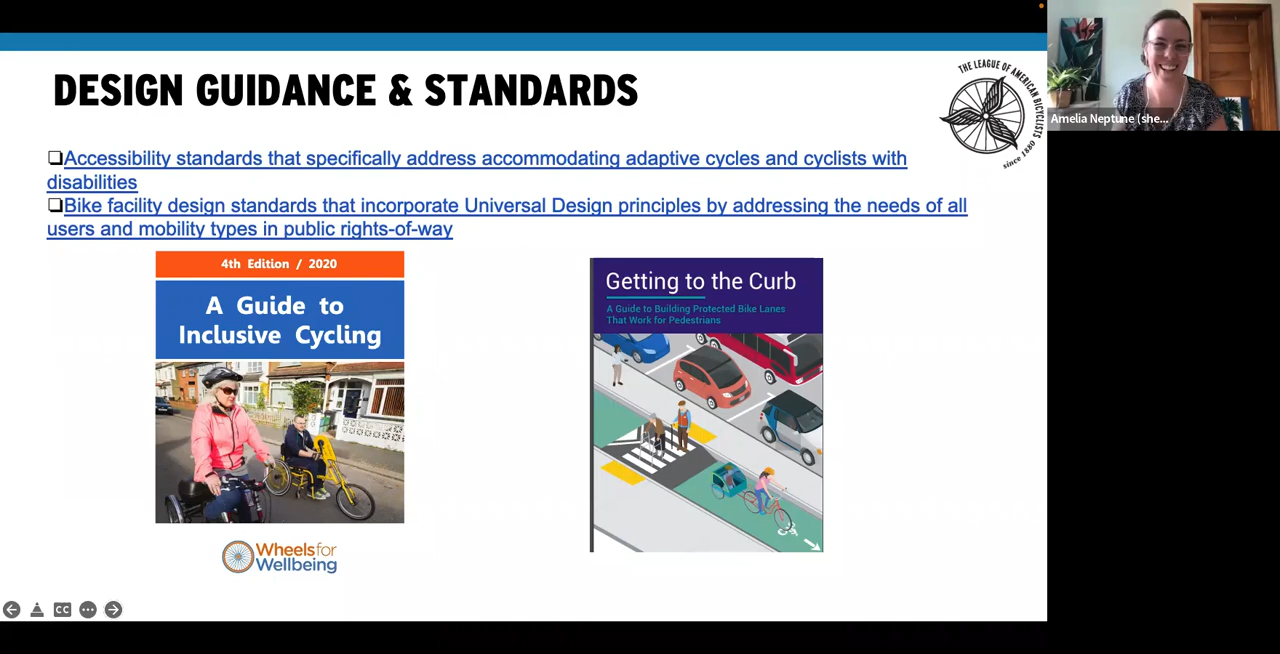 DESIGN GUIDANCE & STANDARDS
THE LEAGUE OF AMERICAN BICYCLISTS
since 1880
Amelia Neptune (she...
❏Accessibility standards that specifically address accommodating adaptive cycles and cyclists with
disabilities
❏Bike facility design standards that incorporate Universal Design principles by addressing the needs of all
users and mobility types in public rights-of-way
4th Edition / 2020
A Guide to
Inclusive Cycling
Wheels for
Wellbeing
Getting to the Curb
A Guide to Building Protected Bike Lanes
That Work for Pedestrians
CC